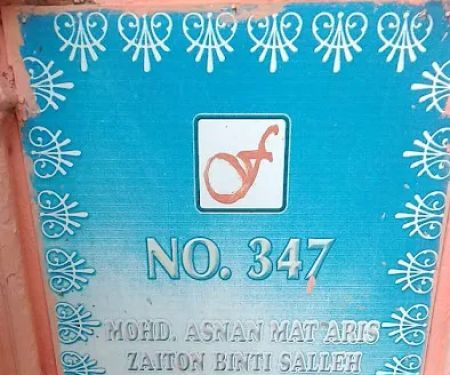 NO. 347
MOHD. ASNAN MAT ARIS
ZAITON BINTI SALLEH